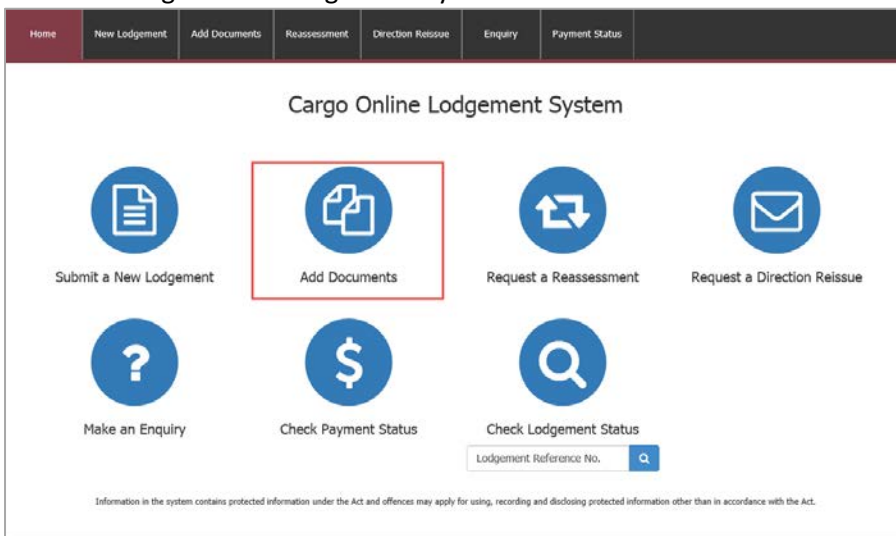 Home New Lodgement Add Documents Reassessment Direction Reissue Enquiry Payment Status
Cargo Online Lodgement System
Submit a New Lodgement Add Documents Request a Reassessment Request a Direction Reissue
Make an Enquiry Check Payment Status Check Lodgement Status
Lodgement Reference No.
Information in the system contains protected information under the Act and offences may apply for using, recording and disclosing protected information other than in accordance with the Act.